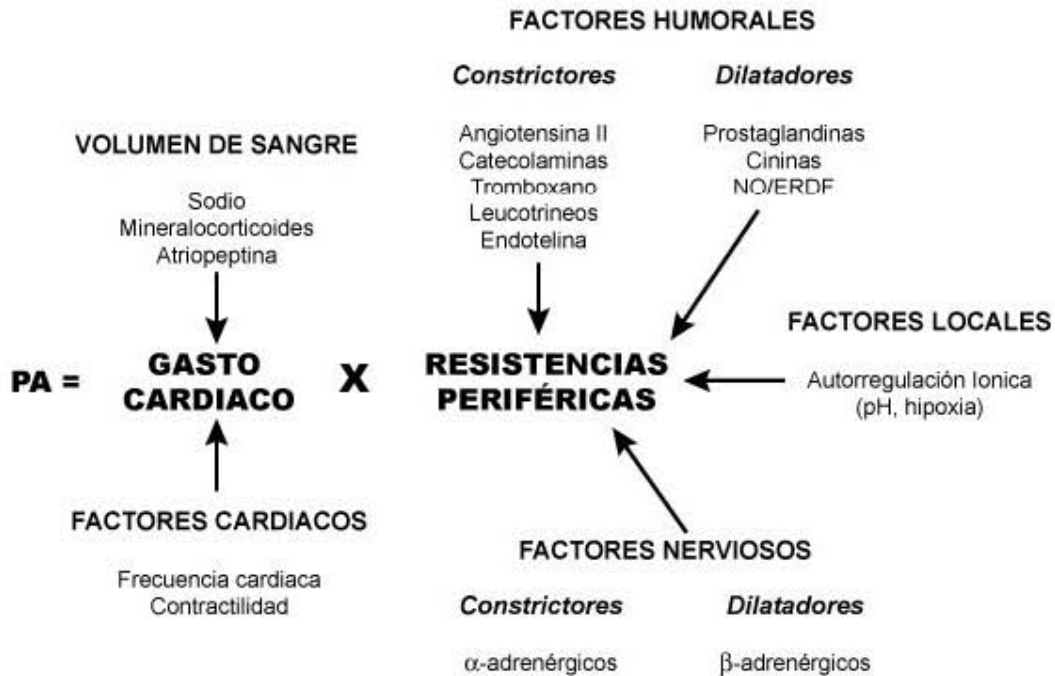 FACTORES HUMORALES
Constrictores
Dilatadores
Angiotensina II
Catecolaminas
Tromboxano
Leucotrineos
Endotelina
Prostaglandinas
Cininas
NO/ERDF
VOLUMEN DE SANGRE
Sodio
Mineralocorticoides
Atriopeptina
FACTORES LOCALES
Autorregulación Ionica
(pH, hipoxia)
PA =
GASTO
CARDIACO
X
RESISTENCIAS
PERIFÉRICAS
FACTORES CARDIACOS
Frecuencia cardiaca
Contractilidad
FACTORES NERVIOSOS
Constrictores
Dilatadores
α-adrenérgicos
β-adrenérgicos